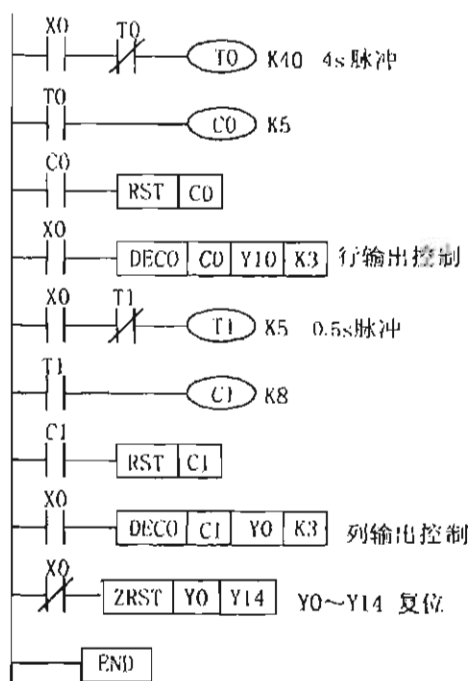 X0 T0
T0 K40 4s脉冲
T0
C0 K5
C0
RST C0
X0
DECO C0 Y10 K3 行输出控制
X0 T1
T1 K5 0.5s脉冲
T1
C1 K8
C1
RST C1
X0
DECO C1 Y0 K3 列输出控制
X0
ZRST Y0 Y14 Y0～Y14 复位
END